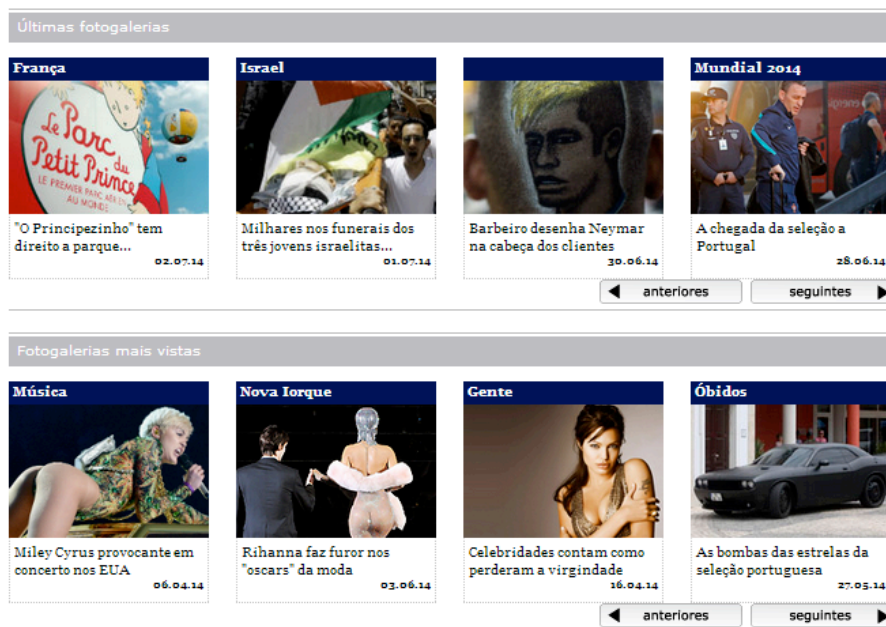 Últimas fotogalerias
França
Israel
Mundial 2014
Le Parc
du
Petit Prince
LE PREMIER PARC AERIEN
AU MONDE
"O Principezinho" tem
direito a parque...
02.07.14
Milhares nos funerais dos
três jovens israelitas...
01.07.14
Barbeiro desenha Neymar
na cabeça dos clientes
30.06.14
A chegada da seleção a
Portugal
28.06.14
anteriores
seguintes
Fotogalerias mais vistas
Música
Nova Iorque
Gente
Óbidos
Miley Cyrus provocante em
concerto nos EUA
06.04.14
Rihanna faz furor nos
"oscars" da moda
03.06.14
Celebridades contam como
perderam a virgindade
16.04.14
As bombas das estrelas da
seleção portuguesa
27.05.14
anteriores
seguintes